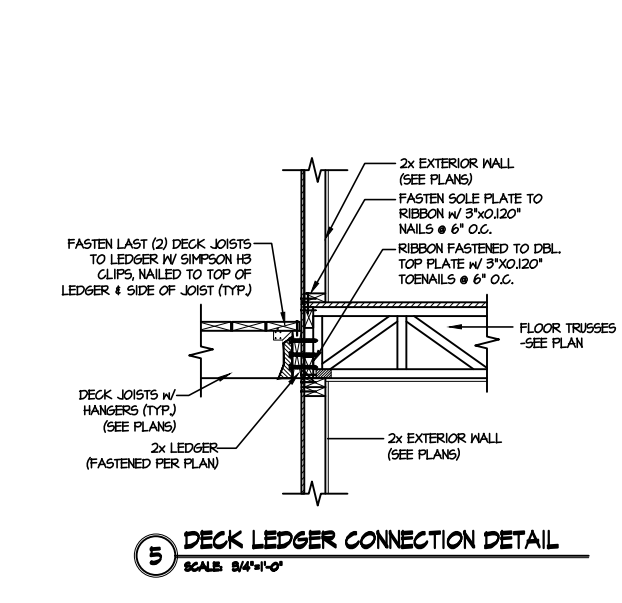 2x EXTERIOR WALL
(SEE PLANS)
FASTEN SOLE PLATE TO
RIBBON W/ 3"x0.120"
NAILS @ 6" O.C.
RIBBON FASTENED TO DBL.
TOP PLATE W/ 3"X0.120"
TOENAILS @ 6" O.C.
FASTEN LAST (2) DECK JOISTS
TO LEDGER W/ SIMPSON H3
CLIPS, NAILED TO TOP OF
LEDGER & SIDE OF JOIST (TYP.)
FLOOR TRUSSES
-SEE PLAN
DECK JOISTS W/
HANGERS (TYP.)
(SEE PLANS)
2x LEDGER
(FASTENED PER PLAN)
2x EXTERIOR WALL
(SEE PLANS)
5 DECK LEDGER CONNECTION DETAIL
SCALE: 3/4"=1'-0"